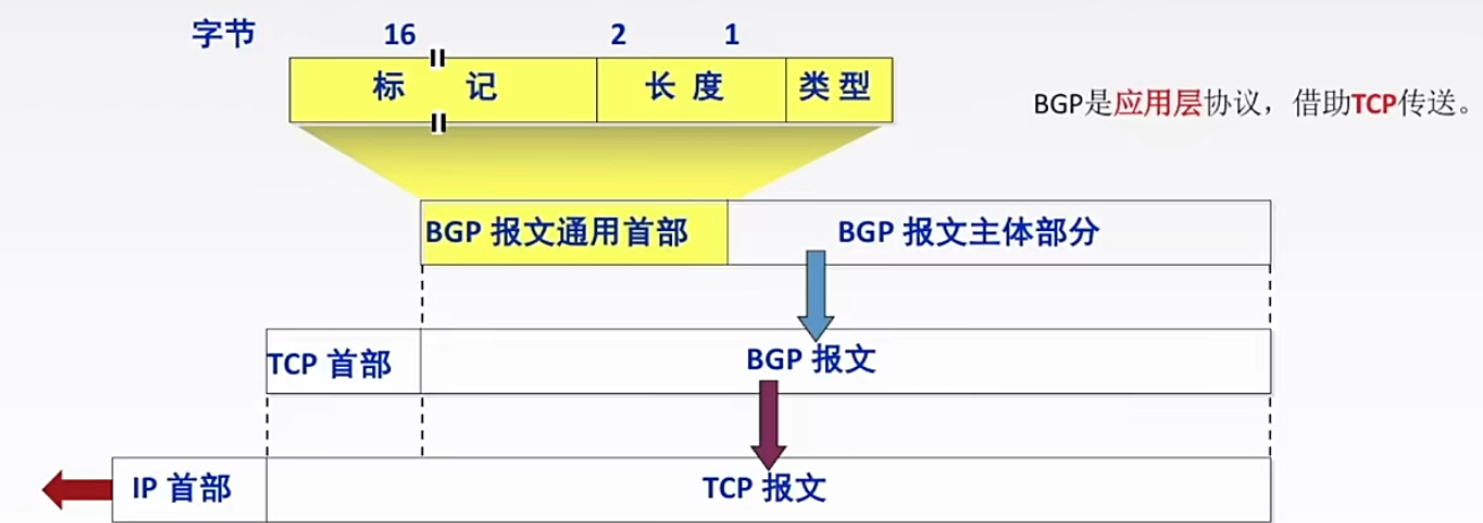 字节 16 2 1
标 记 长 度 类 型
BGP是应用层协议，借助TCP传送。
BGP 报文通用首部 BGP 报文主体部分
TCP 首部 BGP 报文
IP 首部 TCP 报文